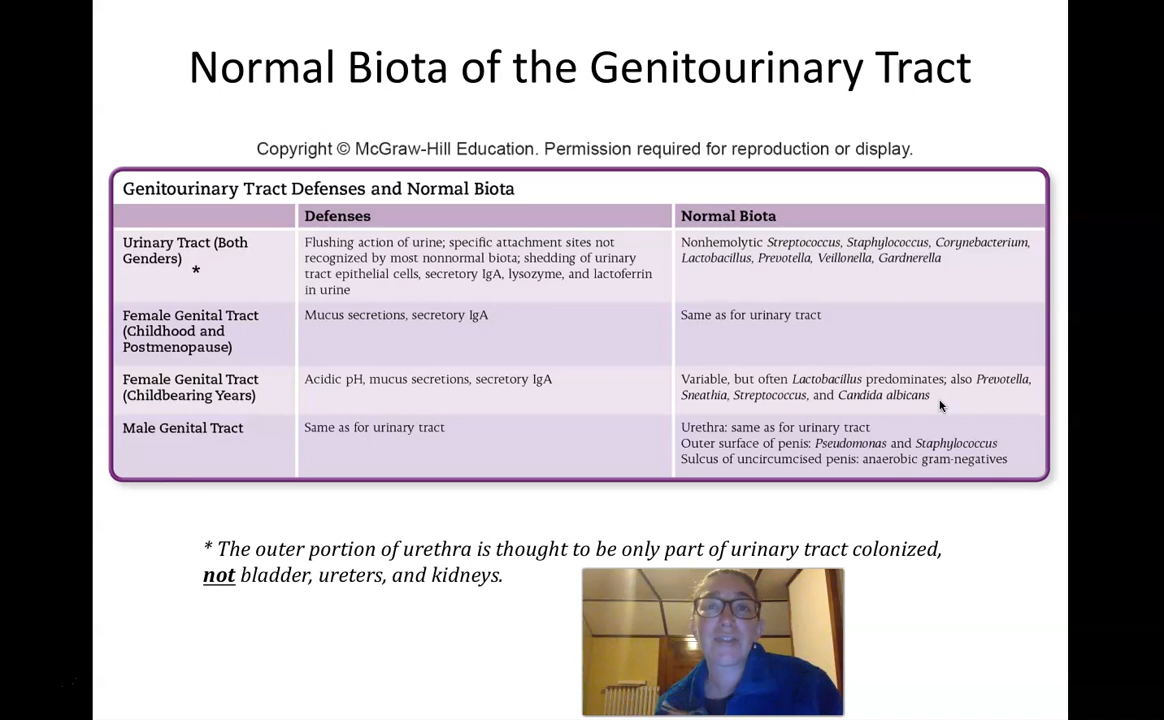 Normal Biota of the Genitourinary Tract
Copyright © McGraw-Hill Education. Permission required for reproduction or display.
Genitourinary Tract Defenses and Normal Biota
Defenses
Normal Biota
Urinary Tract (Both
Genders)
*
Flushing action of urine; specific attachment sites not
recognized by most nonnormal biota; shedding of urinary
tract epithelial cells, secretory IgA, lysozyme, and lactoferrin
in urine
Nonhemolytic Streptococcus, Staphylococcus, Corynebacterium,
Lactobacillus, Prevotella, Veillonella, Gardnerella
Female Genital Tract
(Childhood and
Postmenopause)
Mucus secretions, secretory IgA
Same as for urinary tract
Female Genital Tract
(Childbearing Years)
Acidic pH, mucus secretions, secretory IgA
Variable, but often Lactobacillus predominates; also Prevotella,
Sneathia, Streptococcus, and Candida albicans
Male Genital Tract
Same as for urinary tract
Urethra: same as for urinary tract
Outer surface of penis: Pseudomonas and Staphylococcus
Sulcus of uncircumcised penis: anaerobic gram-negatives
* The outer portion of urethra is thought to be only part of urinary tract colonized,
not bladder, ureters, and kidneys.